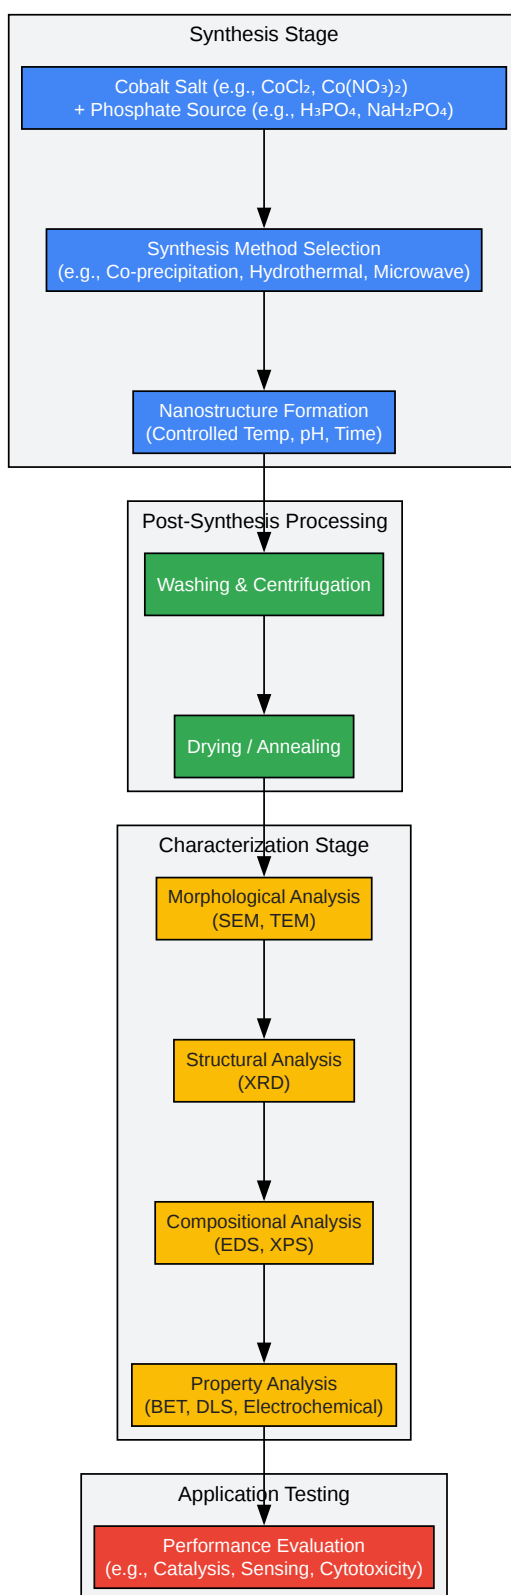 Synthesis Stage
Cobalt Salt (e.g., CoCl₂, Co(NO₃)₂)
+ Phosphate Source (e.g., H₃PO₄, NaH₂PO₄)
Synthesis Method Selection
(e.g., Co-precipitation, Hydrothermal, Microwave)
Nanostructure Formation
(Controlled Temp, pH, Time)
Post-Synthesis Processing
Washing & Centrifugation
Drying / Annealing
Characterization Stage
Morphological Analysis
(SEM, TEM)
Structural Analysis
(XRD)
Compositional Analysis
(EDS, XPS)
Property Analysis
(BET, DLS, Electrochemical)
Application Testing
Performance Evaluation
(e.g., Catalysis, Sensing, Cytotoxicity)